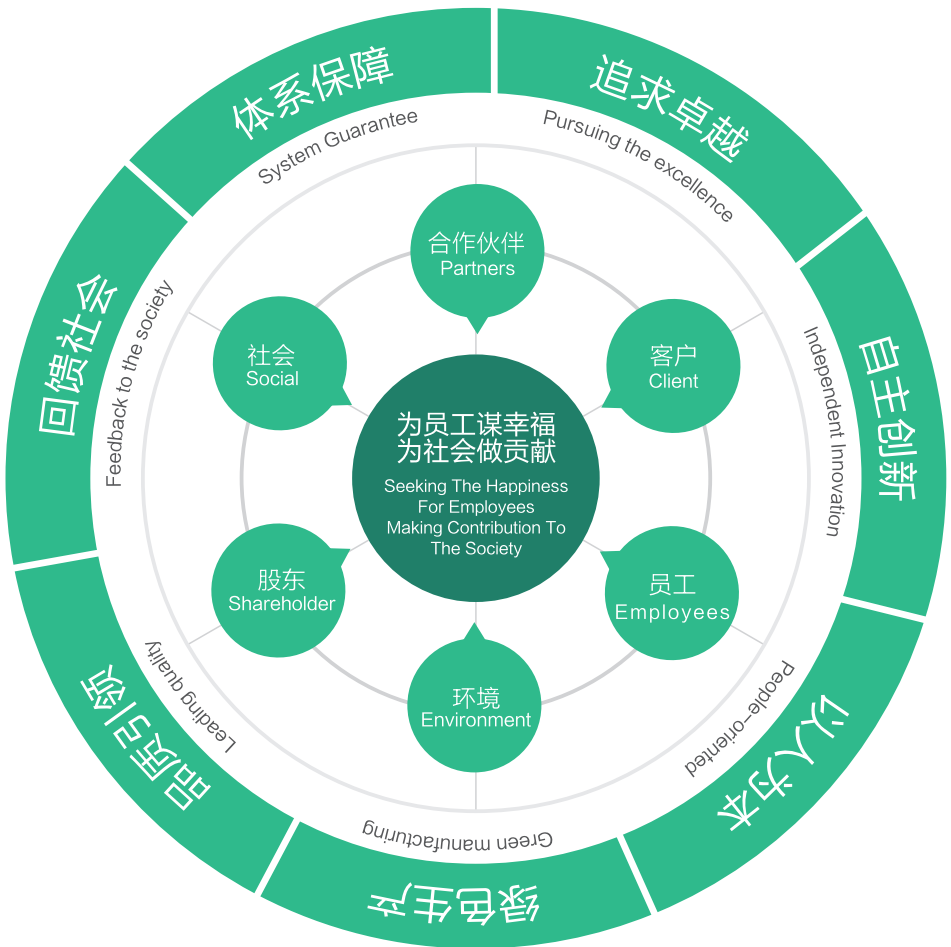 体系保障
System Guarantee
追求卓越
Pursuing the excellence
自主创新
Independent Innovation
以人为本
People-oriented
绿色生产
Green manufacturing
品质引领
Leading quality
回馈社会
Feedback to the society
合作伙伴
Partners
客户
Client
员工
Employees
环境
Environment
股东
Shareholder
社会
Social
为员工谋幸福
为社会做贡献
Seeking The Happiness
For Employees
Making Contribution To
The Society